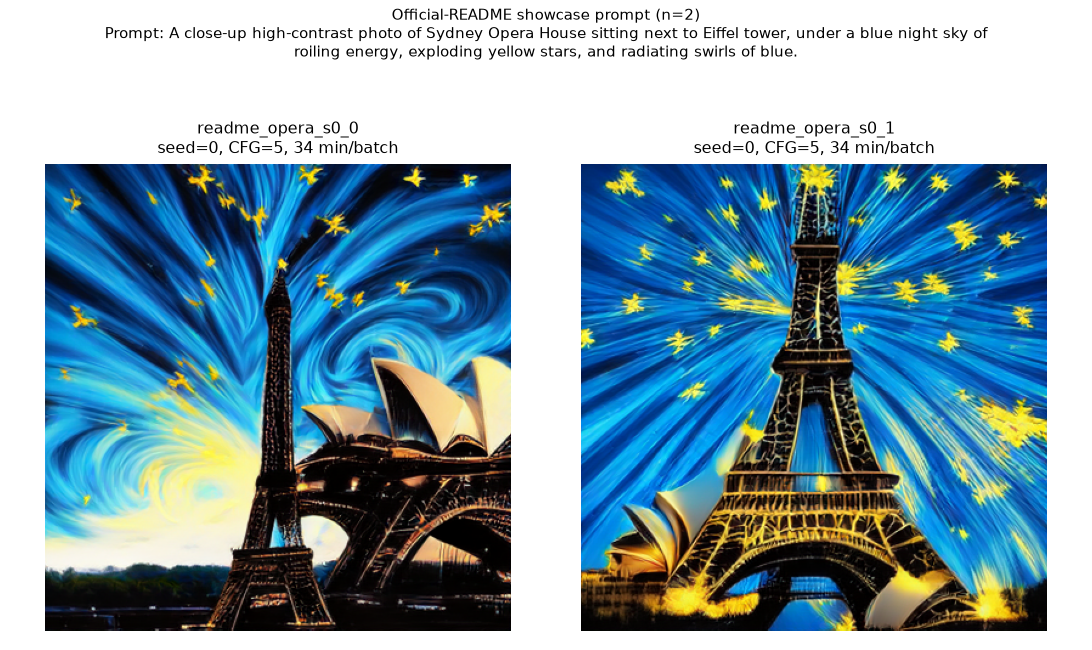 Official-README showcase prompt (n=2)
Prompt: A close-up high-contrast photo of Sydney Opera House sitting next to Eiffel tower, under a blue night sky of
roiling energy, exploding yellow stars, and radiating swirls of blue.
readme_opera_s0_0
seed=0, CFG=5, 34 min/batch
readme_opera_s0_1
seed=0, CFG=5, 34 min/batch